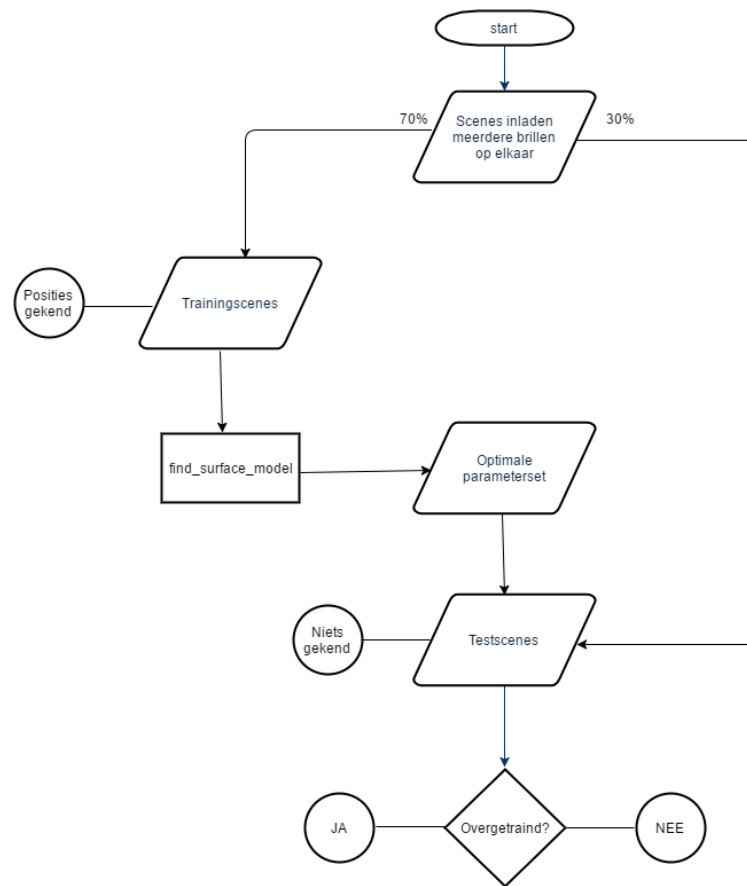 start
70%
Scenes inladen
meerdere brillen
op elkaar
30%
Posities
gekend
Trainingscenes
find_surface_model
Optimale
parameterset
Niets
gekend
Testscenes
JA
Overgetraind?
NEE